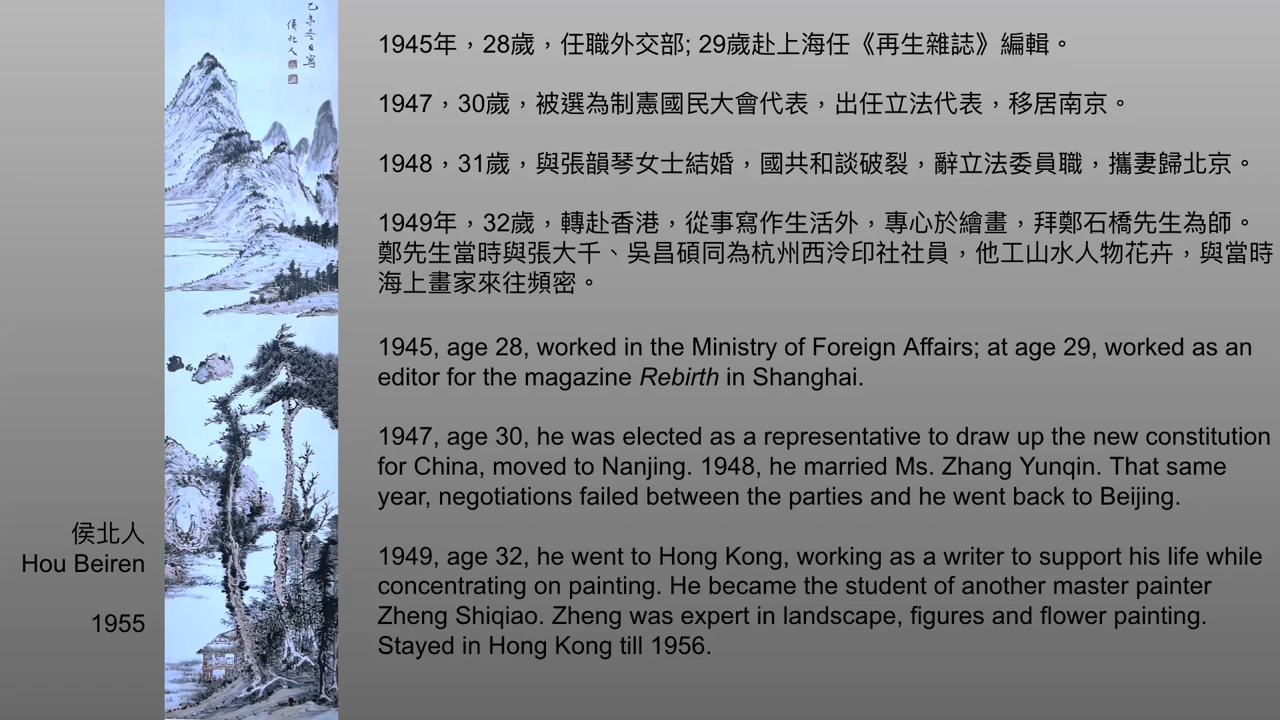 乙未冬日寫
侯北人
1945年，28歲，任職外交部; 29歲赴上海任《再生雜誌》編輯。
1947，30歲，被選為制憲國民大會代表，出任立法代表，移居南京。
1948，31歲，與張韻琴女士結婚，國共和談破裂，辭立法委員職，攜妻歸北京。
1949年，32歲，轉赴香港，從事寫作生活外，專心於繪畫，拜鄭石橋先生為師。
鄭先生當時與張大千、吳昌碩同為杭州西泠印社社員，他工山水人物花卉，與當時
海上畫家來往頻密。
1945, age 28, worked in the Ministry of Foreign Affairs; at age 29, worked as an
editor for the magazine Rebirth in Shanghai.
1947, age 30, he was elected as a representative to draw up the new constitution
for China, moved to Nanjing. 1948, he married Ms. Zhang Yunqin. That same
year, negotiations failed between the parties and he went back to Beijing.
1949, age 32, he went to Hong Kong, working as a writer to support his life while
concentrating on painting. He became the student of another master painter
Zheng Shiqiao. Zheng was expert in landscape, figures and flower painting.
Stayed in Hong Kong till 1956.
侯北人
Hou Beiren
1955